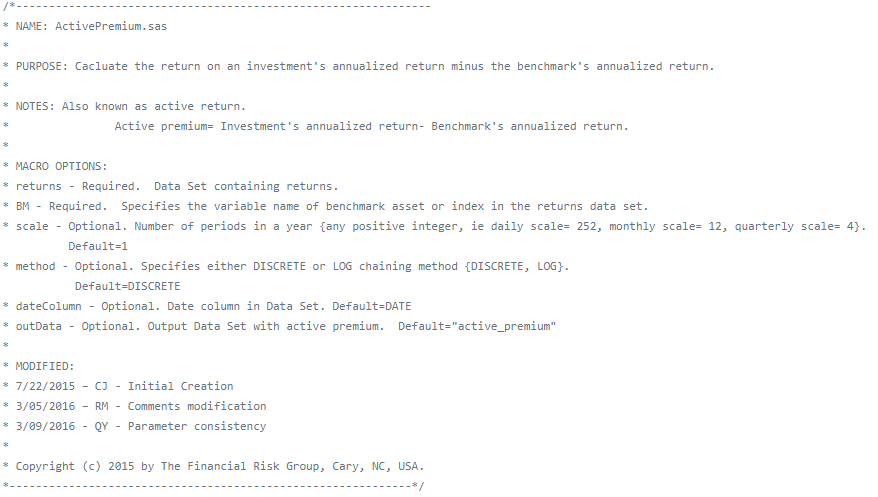 /*---------------------------------------------------------------
* NAME: ActivePremium.sas
*
* PURPOSE: Cacluate the return on an investment's annualized return minus the benchmark's annualized return.
*
* NOTES: Also known as active return.
*                Active premium= Investment's annualized return- Benchmark's annualized return.
*
* MACRO OPTIONS:
* returns - Required.  Data Set containing returns.
* BM - Required.  Specifies the variable name of benchmark asset or index in the returns data set.
* scale - Optional. Number of periods in a year {any positive integer, ie daily scale= 252, monthly scale= 12, quarterly scale= 4}.
          Default=1
* method - Optional. Specifies either DISCRETE or LOG chaining method {DISCRETE, LOG}.
           Default=DISCRETE
* dateColumn - Optional. Date column in Data Set. Default=DATE
* outData - Optional. Output Data Set with active premium.  Default="active_premium"
*
* MODIFIED:
* 7/22/2015 – CJ - Initial Creation
* 3/05/2016 – RM - Comments modification
* 3/09/2016 - QY - Parameter consistency
*
* Copyright (c) 2015 by The Financial Risk Group, Cary, NC, USA.
*-------------------------------------------------------------*/